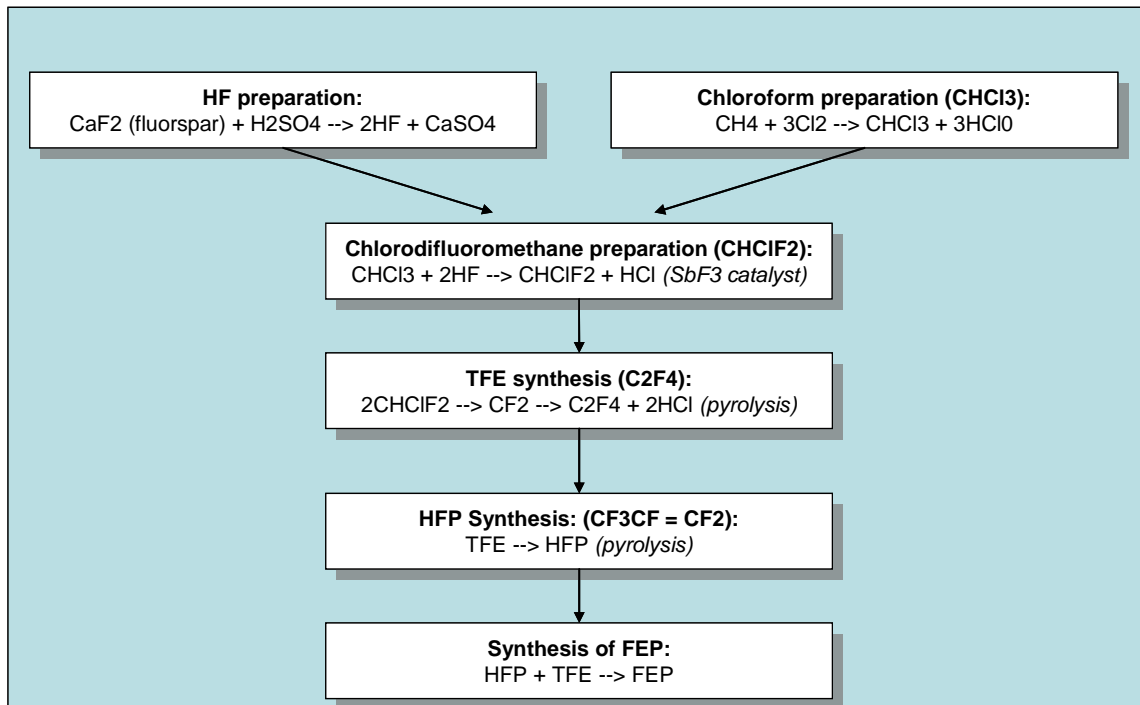 HF preparation:
CaF2 (fluorspar) + H2SO4 --> 2HF + CaSO4
Chloroform preparation (CHCl3):
CH4 + 3Cl2 --> CHCl3 + 3HCl0
Chlorodifluoromethane preparation (CHClF2):
CHCl3 + 2HF --> CHClF2 + HCl (SbF3 catalyst)
TFE synthesis (C2F4):
2CHClF2 --> CF2 --> C2F4 + 2HCl (pyrolysis)
HFP Synthesis: (CF3CF = CF2):
TFE --> HFP (pyrolysis)
Synthesis of FEP:
HFP + TFE --> FEP